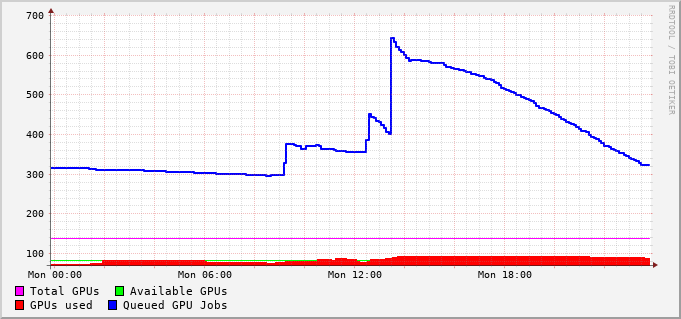 700
600
500
400
300
200
100
Mon 00:00 Mon 06:00 Mon 12:00 Mon 18:00
Total GPUs Available GPUs
GPUs used Queued GPU Jobs
RRDTOOL / TOBI OETIKER